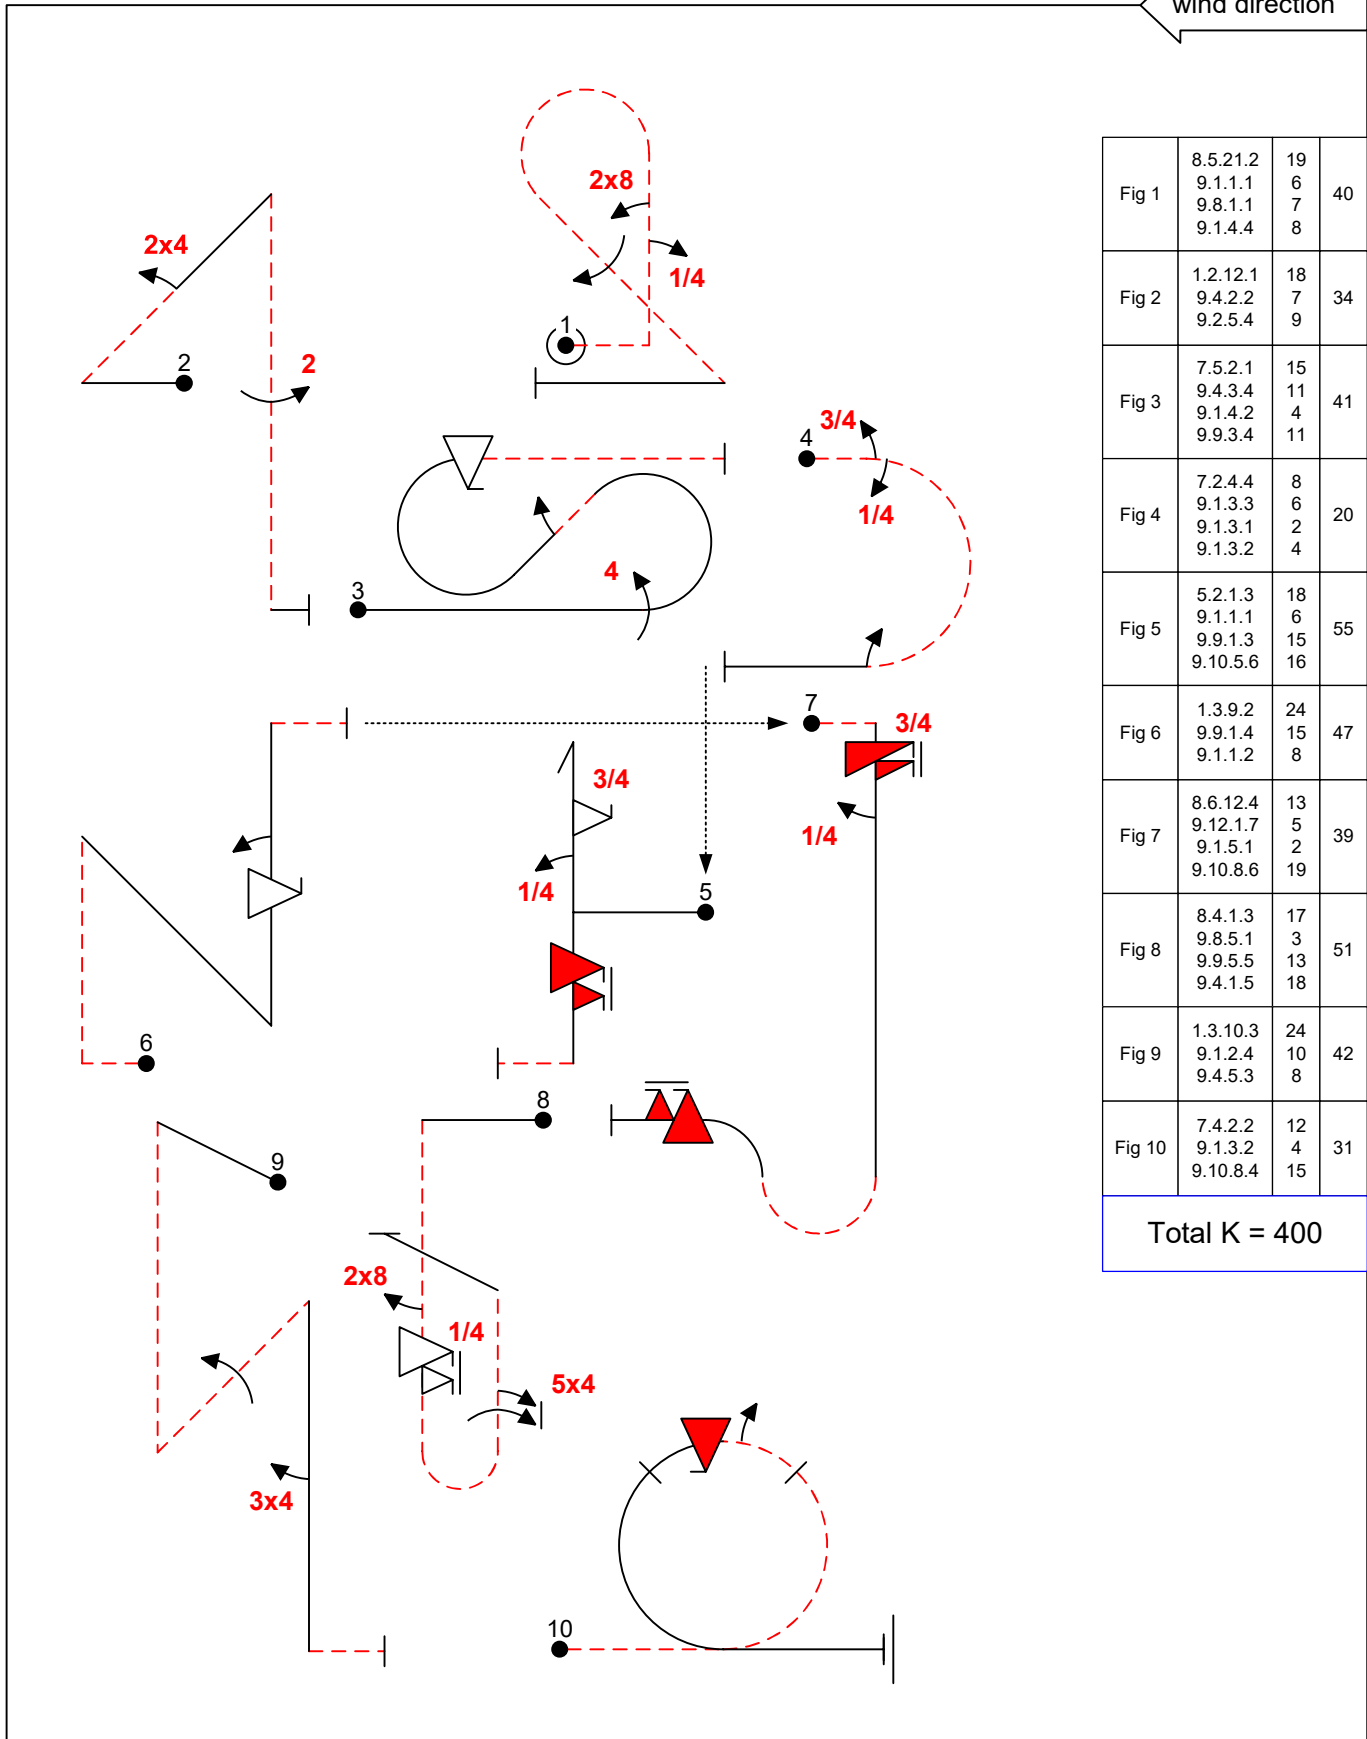 wind direction
2x8
2x4
1/4
1
2
2
3/4
4
1/4
4
3
7
3/4
3/4
1/4
1/4
5
6
8
9
2x8
1/4
5x4
3x4
10
Fig 1 8.5.21.2 19 40
9.1.1.1 6
9.8.1.1 7
9.1.4.4 8
Fig 2 1.2.12.1 18 34
9.4.2.2 7
9.2.5.4 9
Fig 3 7.5.2.1 15 41
9.4.3.4 11
9.1.4.2 4
9.9.3.4 11
Fig 4 7.2.4.4 8 20
9.1.3.3 6
9.1.3.1 2
9.1.3.2 4
Fig 5 5.2.1.3 18 55
9.1.1.1 6
9.9.1.3 15
9.10.5.6 16
Fig 6 1.3.9.2 24 47
9.9.1.4 15
9.1.1.2 8
Fig 7 8.6.12.4 13 39
9.12.1.7 5
9.1.5.1 2
9.10.8.6 19
Fig 8 8.4.1.3 17 51
9.8.5.1 3
9.9.5.5 13
9.4.1.5 18
Fig 9 1.3.10.3 24 42
9.1.2.4 10
9.4.5.3 8
Fig 10 7.4.2.2 12 31
9.1.3.2 4
9.10.8.4 15
Total K = 400